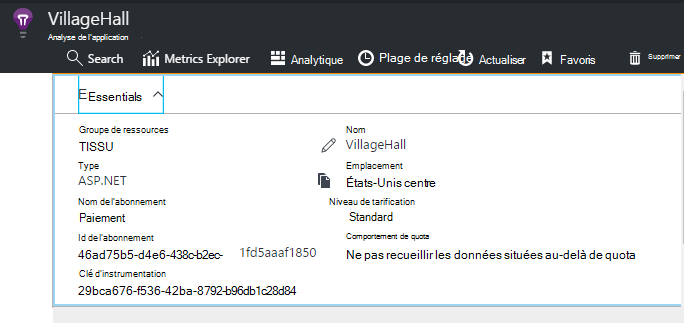 VillageHall
Analyse de l'application
Search Metrics Explorer Analytique Plage de réglage Actualiser Favoris Supprimer
Essentials
Groupe de ressources Nom
TISSU VillageHall
Type Emplacement
ASP.NET États-Unis centre
Nom de l'abonnement Niveau de tarification
Paiement Standard
Id de l'abonnement Comportement de quota
46ad75b5-d4e6-438c-b2ec- 1fd5aaaf1850 Ne pas recueillir les données situées au-delà de quota
Clé d'instrumentation
29bca676-f536-42ba-8792-b96db1c28d84